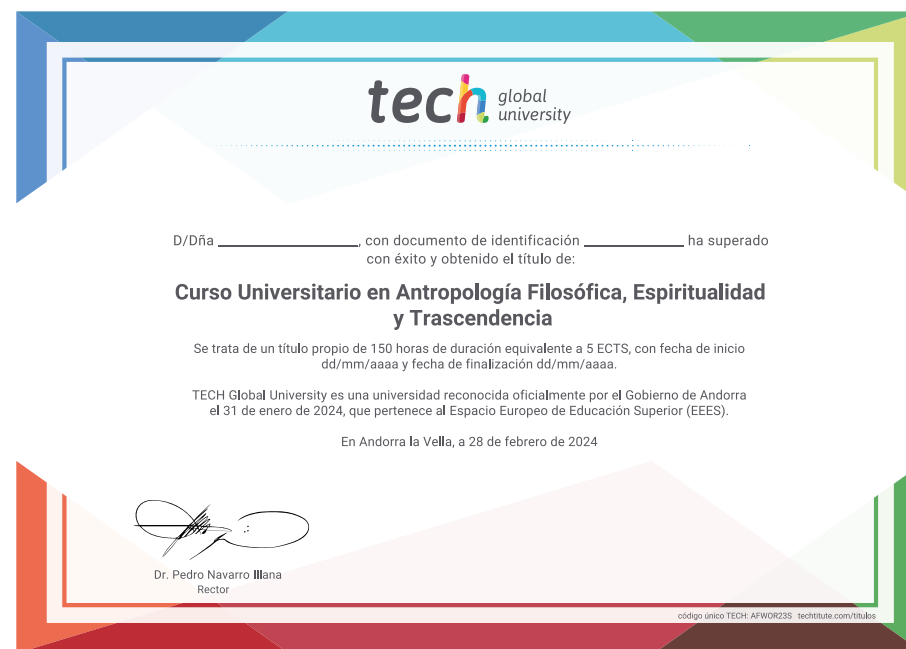 tech global
university
D/Dña ____________________, con documento de identificación ______________ ha superado
con éxito y obtenido el título de:
Curso Universitario en Antropología Filosófica, Espiritualidad
y Trascendencia
Se trata de un título propio de 150 horas de duración equivalente a 5 ECTS, con fecha de inicio
dd/mm/aaaa y fecha de finalización dd/mm/aaaa.
TECH Global University es una universidad reconocida oficialmente por el Gobierno de Andorra
el 31 de enero de 2024, que pertenece al Espacio Europeo de Educación Superior (EEES).
En Andorra la Vella, a 28 de febrero de 2024
Dr. Pedro Navarro Illana
Rector
código único TECH: AFWOR23S techtitute.com/titulos